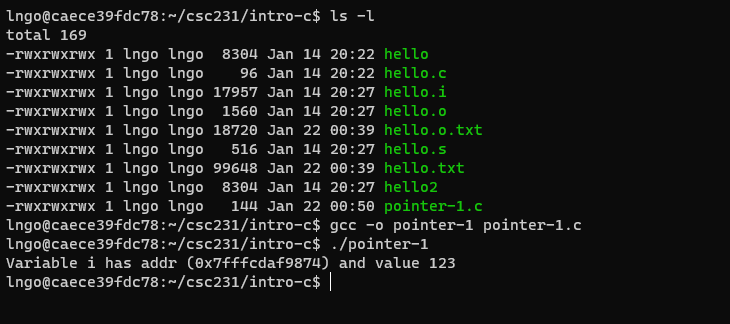 lngo@caece39fdc78:~/csc231/intro-c$ ls -l
total 169
-rwxrwxrwx 1 lngo lngo  8304 Jan 14 20:22 hello
-rwxrwxrwx 1 lngo lngo    96 Jan 14 20:22 hello.c
-rwxrwxrwx 1 lngo lngo 17957 Jan 14 20:27 hello.i
-rwxrwxrwx 1 lngo lngo  1560 Jan 14 20:27 hello.o
-rwxrwxrwx 1 lngo lngo 18720 Jan 22 00:39 hello.o.txt
-rwxrwxrwx 1 lngo lngo   516 Jan 14 20:27 hello.s
-rwxrwxrwx 1 lngo lngo 99648 Jan 22 00:39 hello.txt
-rwxrwxrwx 1 lngo lngo  8304 Jan 14 20:27 hello2
-rwxrwxrwx 1 lngo lngo   144 Jan 22 00:50 pointer-1.c
lngo@caece39fdc78:~/csc231/intro-c$ gcc -o pointer-1 pointer-1.c
lngo@caece39fdc78:~/csc231/intro-c$ ./pointer-1
Variable i has addr (0x7fffcdaf9874) and value 123
lngo@caece39fdc78:~/csc231/intro-c$